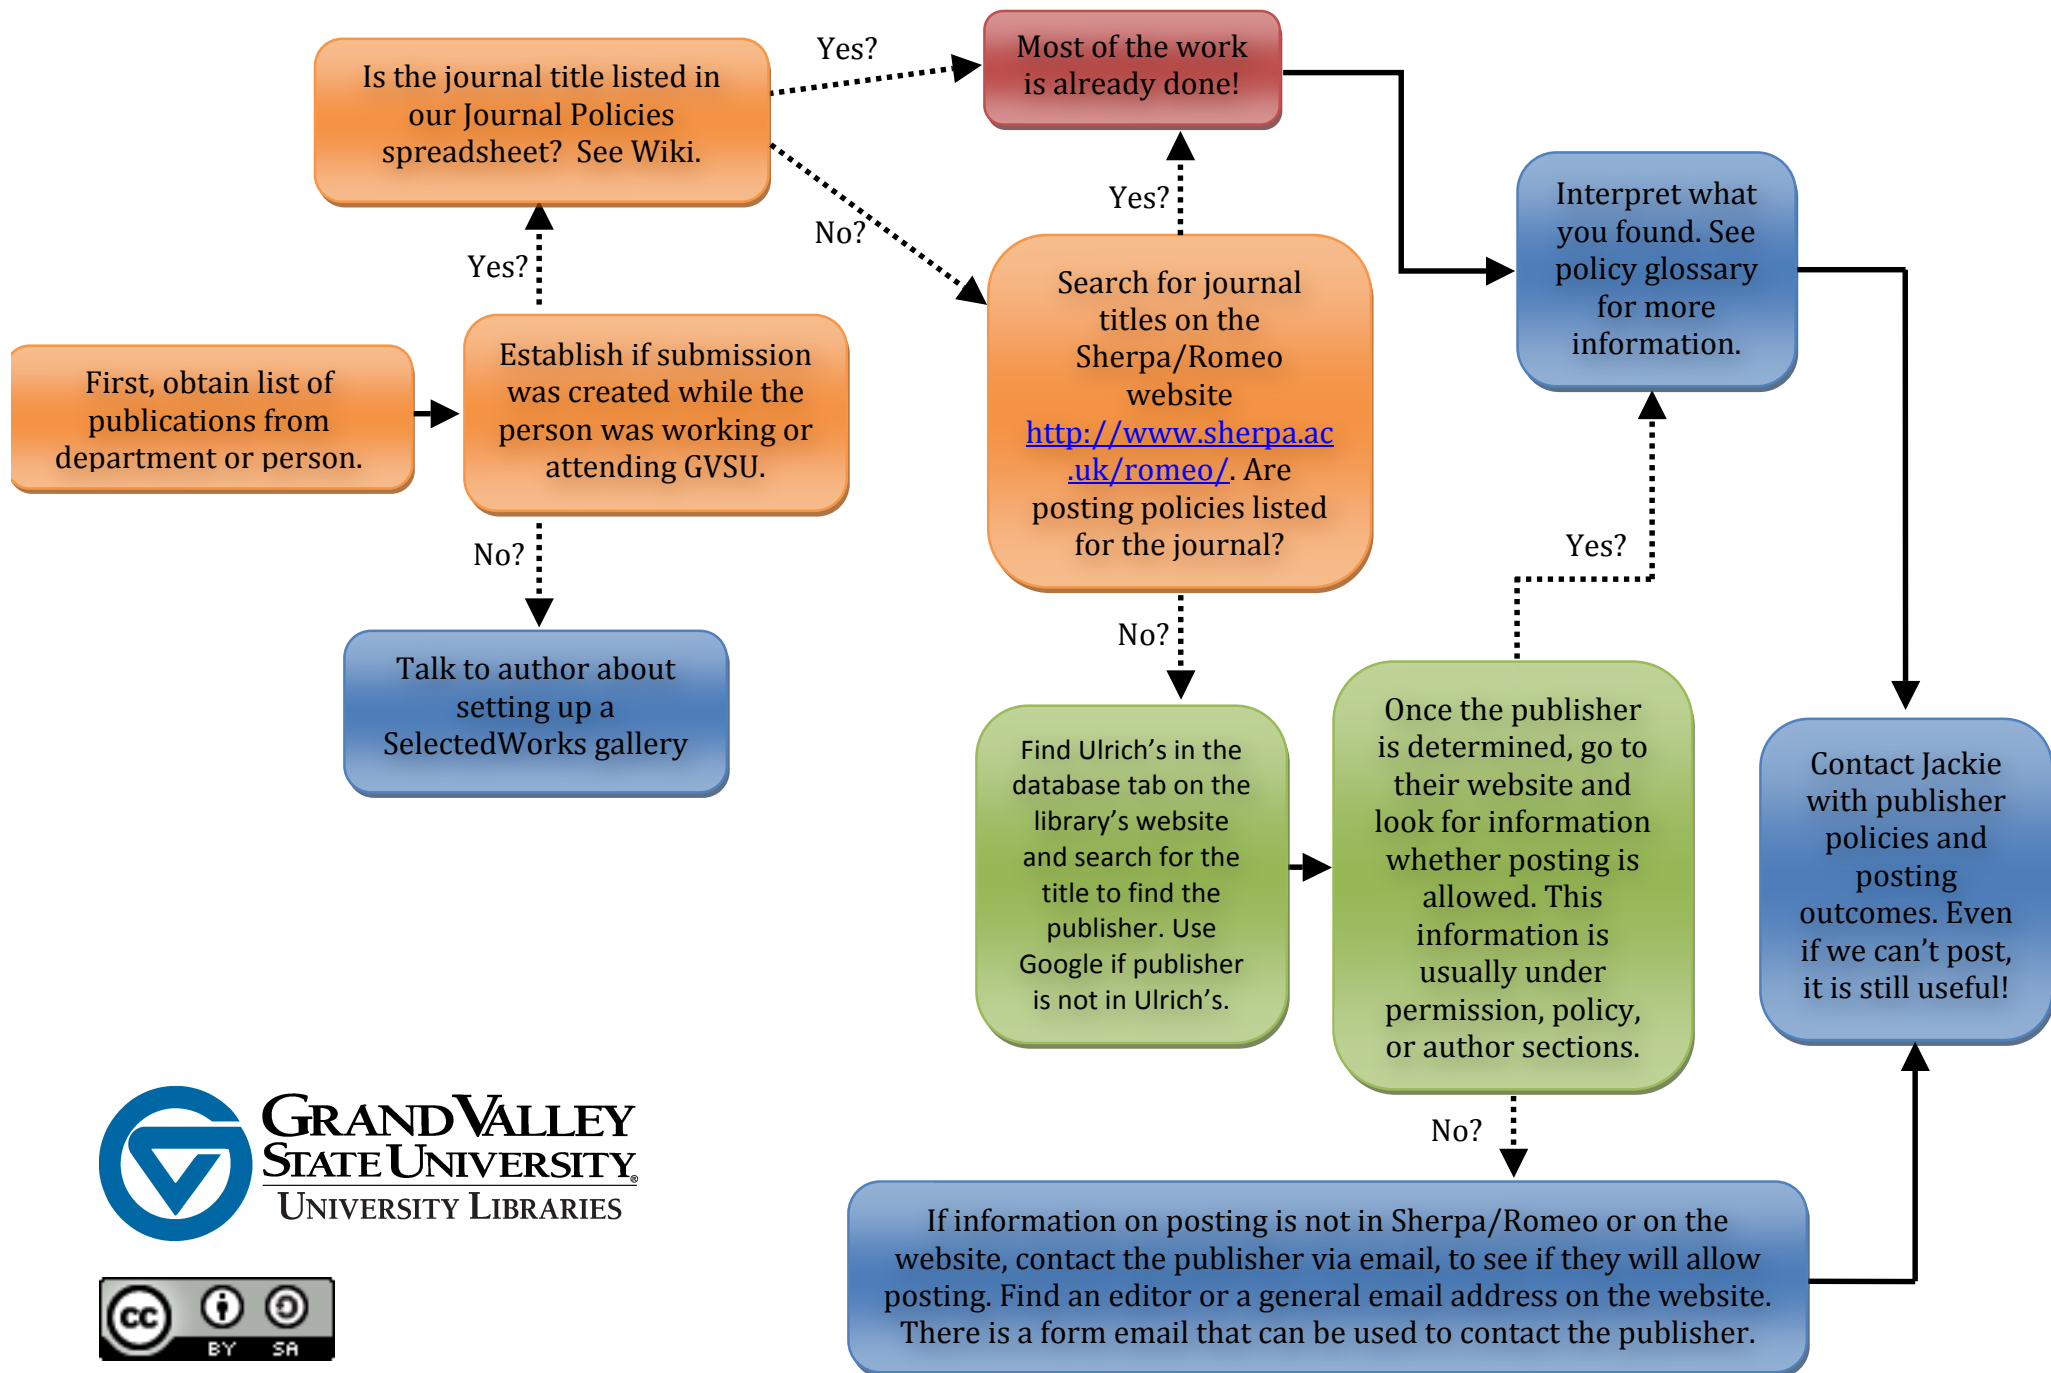 First, obtain list of
publications from
department or person.
Establish if submission
was created while the
person was working or
attending GVSU.
Yes?
Is the journal title listed in
our Journal Policies
spreadsheet?  See Wiki.
No?
Talk to author about
setting up a
SelectedWorks gallery
Yes?
Most of the work
is already done!
No?
Search for journal
titles on the
Sherpa/Romeo
website
http://www.sherpa.ac
.uk/romeo/. Are
posting policies listed
for the journal?
Yes?
No?
Find Ulrich’s in the
database tab on the
library’s website
and search for the
title to find the
publisher. Use
Google if publisher
is not in Ulrich’s.
Once the publisher
is determined, go to
their website and
look for information
whether posting is
allowed. This
information is
usually under
permission, policy,
or author sections.
Yes?
Interpret what
you found. See
policy glossary
for more
information.
No?
If information on posting is not in Sherpa/Romeo or on the
website, contact the publisher via email, to see if they will allow
posting. Find an editor or a general email address on the website.
There is a form email that can be used to contact the publisher.
Contact Jackie
with publisher
policies and
posting
outcomes. Even
if we can’t post,
it is still useful!
GRAND VALLEY
STATE UNIVERSITY®
UNIVERSITY LIBRARIES
cc
BY SA